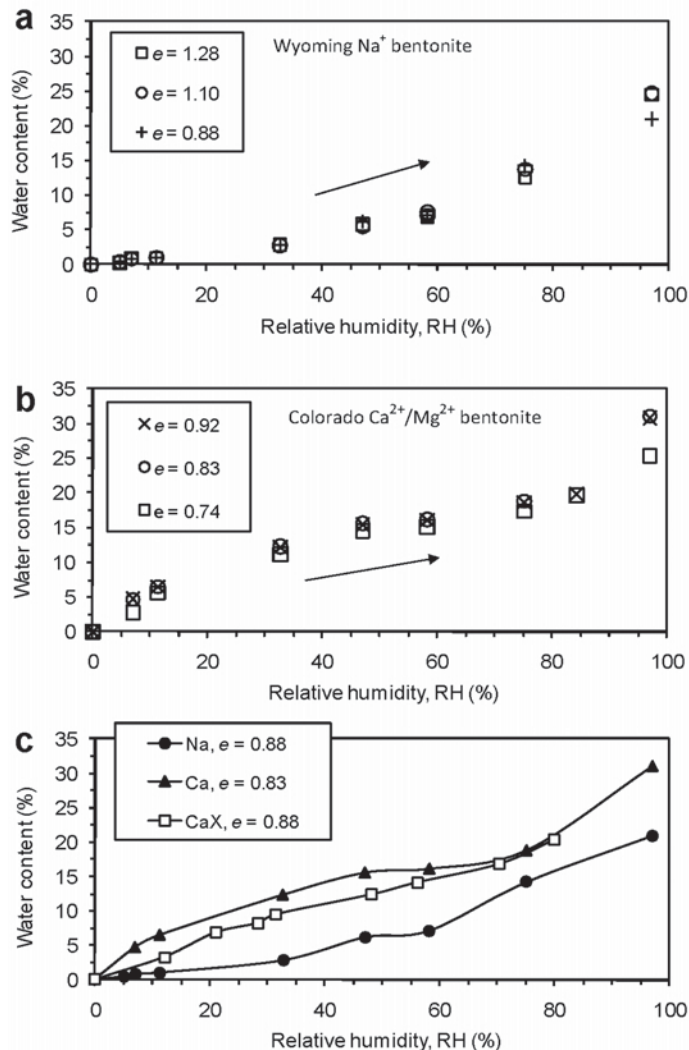 a
Wyoming Na⁺ bentonite
e = 1.28
e = 1.10
e = 0.88
Water content (%)
35
30
25
20
15
10
5
0
0 20 40 60 80 100
Relative humidity, RH (%)
b
Colorado Ca²⁺/Mg²⁺ bentonite
e = 0.92
e = 0.83
e = 0.74
Water content (%)
35
30
25
20
15
10
5
0
0 20 40 60 80 100
Relative humidity, RH (%)
c
Na, e = 0.88
Ca, e = 0.83
CaX, e = 0.88
Water content (%)
35
30
25
20
15
10
5
0
0 20 40 60 80 100
Relative humidity, RH (%)